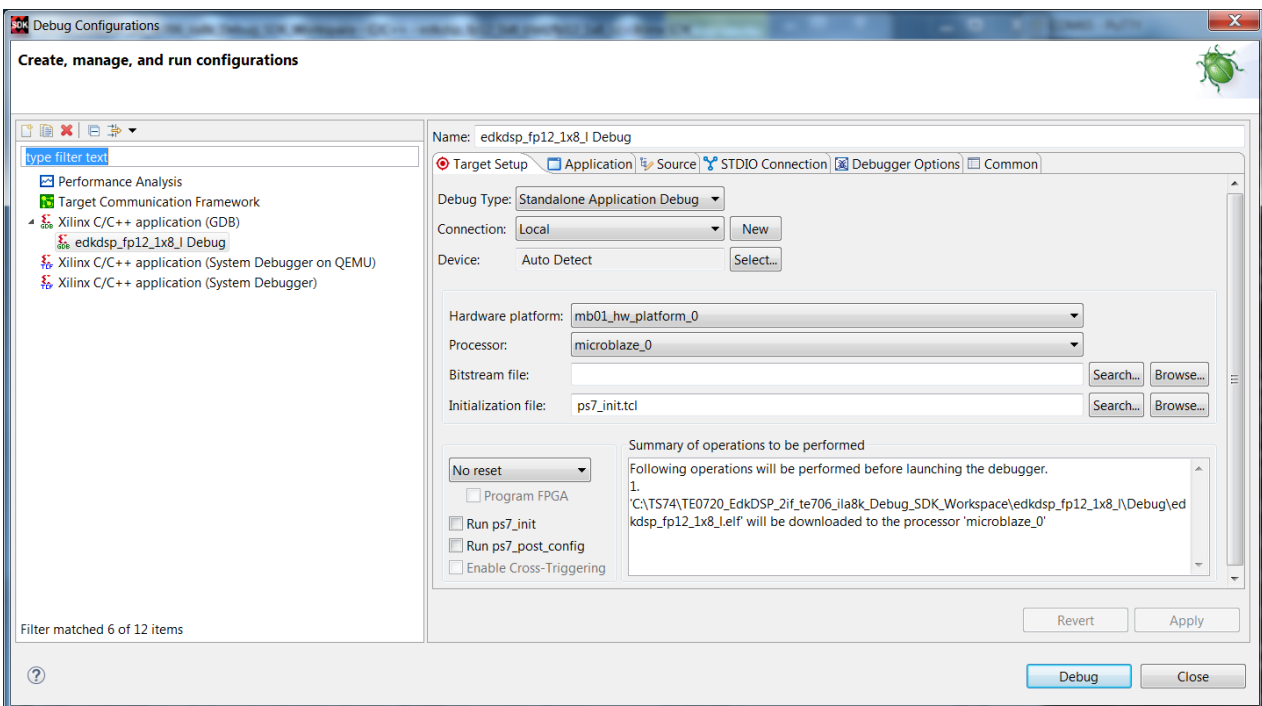 SDK Debug Configurations
X
Create, manage, and run configurations
type filter text
Performance Analysis
Target Communication Framework
Xilinx C/C++ application (GDB)
edkdsp_fp12_1x8_l Debug
Xilinx C/C++ application (System Debugger on QEMU)
Xilinx C/C++ application (System Debugger)
Filter matched 6 of 12 items
Name: edkdsp_fp12_1x8_l Debug
Target Setup Application Source STDIO Connection Debugger Options Common
Debug Type: Standalone Application Debug
Connection: Local New
Device: Auto Detect Select...
Hardware platform: mb01_hw_platform_0
Processor: microblaze_0
Bitstream file: Search... Browse...
Initialization file: ps7_init.tcl Search... Browse...
No reset
Program FPGA
Run ps7_init
Run ps7_post_config
Enable Cross-Triggering
Summary of operations to be performed
Following operations will be performed before launching the debugger.
1.
'C:\TS74\TE0720_EdkDSP_2if_te706_ila8k_Debug_SDK_Workspace\edkdsp_fp12_1x8_l\Debug\ed
kdsp_fp12_1x8_l.elf' will be downloaded to the processor 'microblaze_0'
Revert Apply
? Debug Close